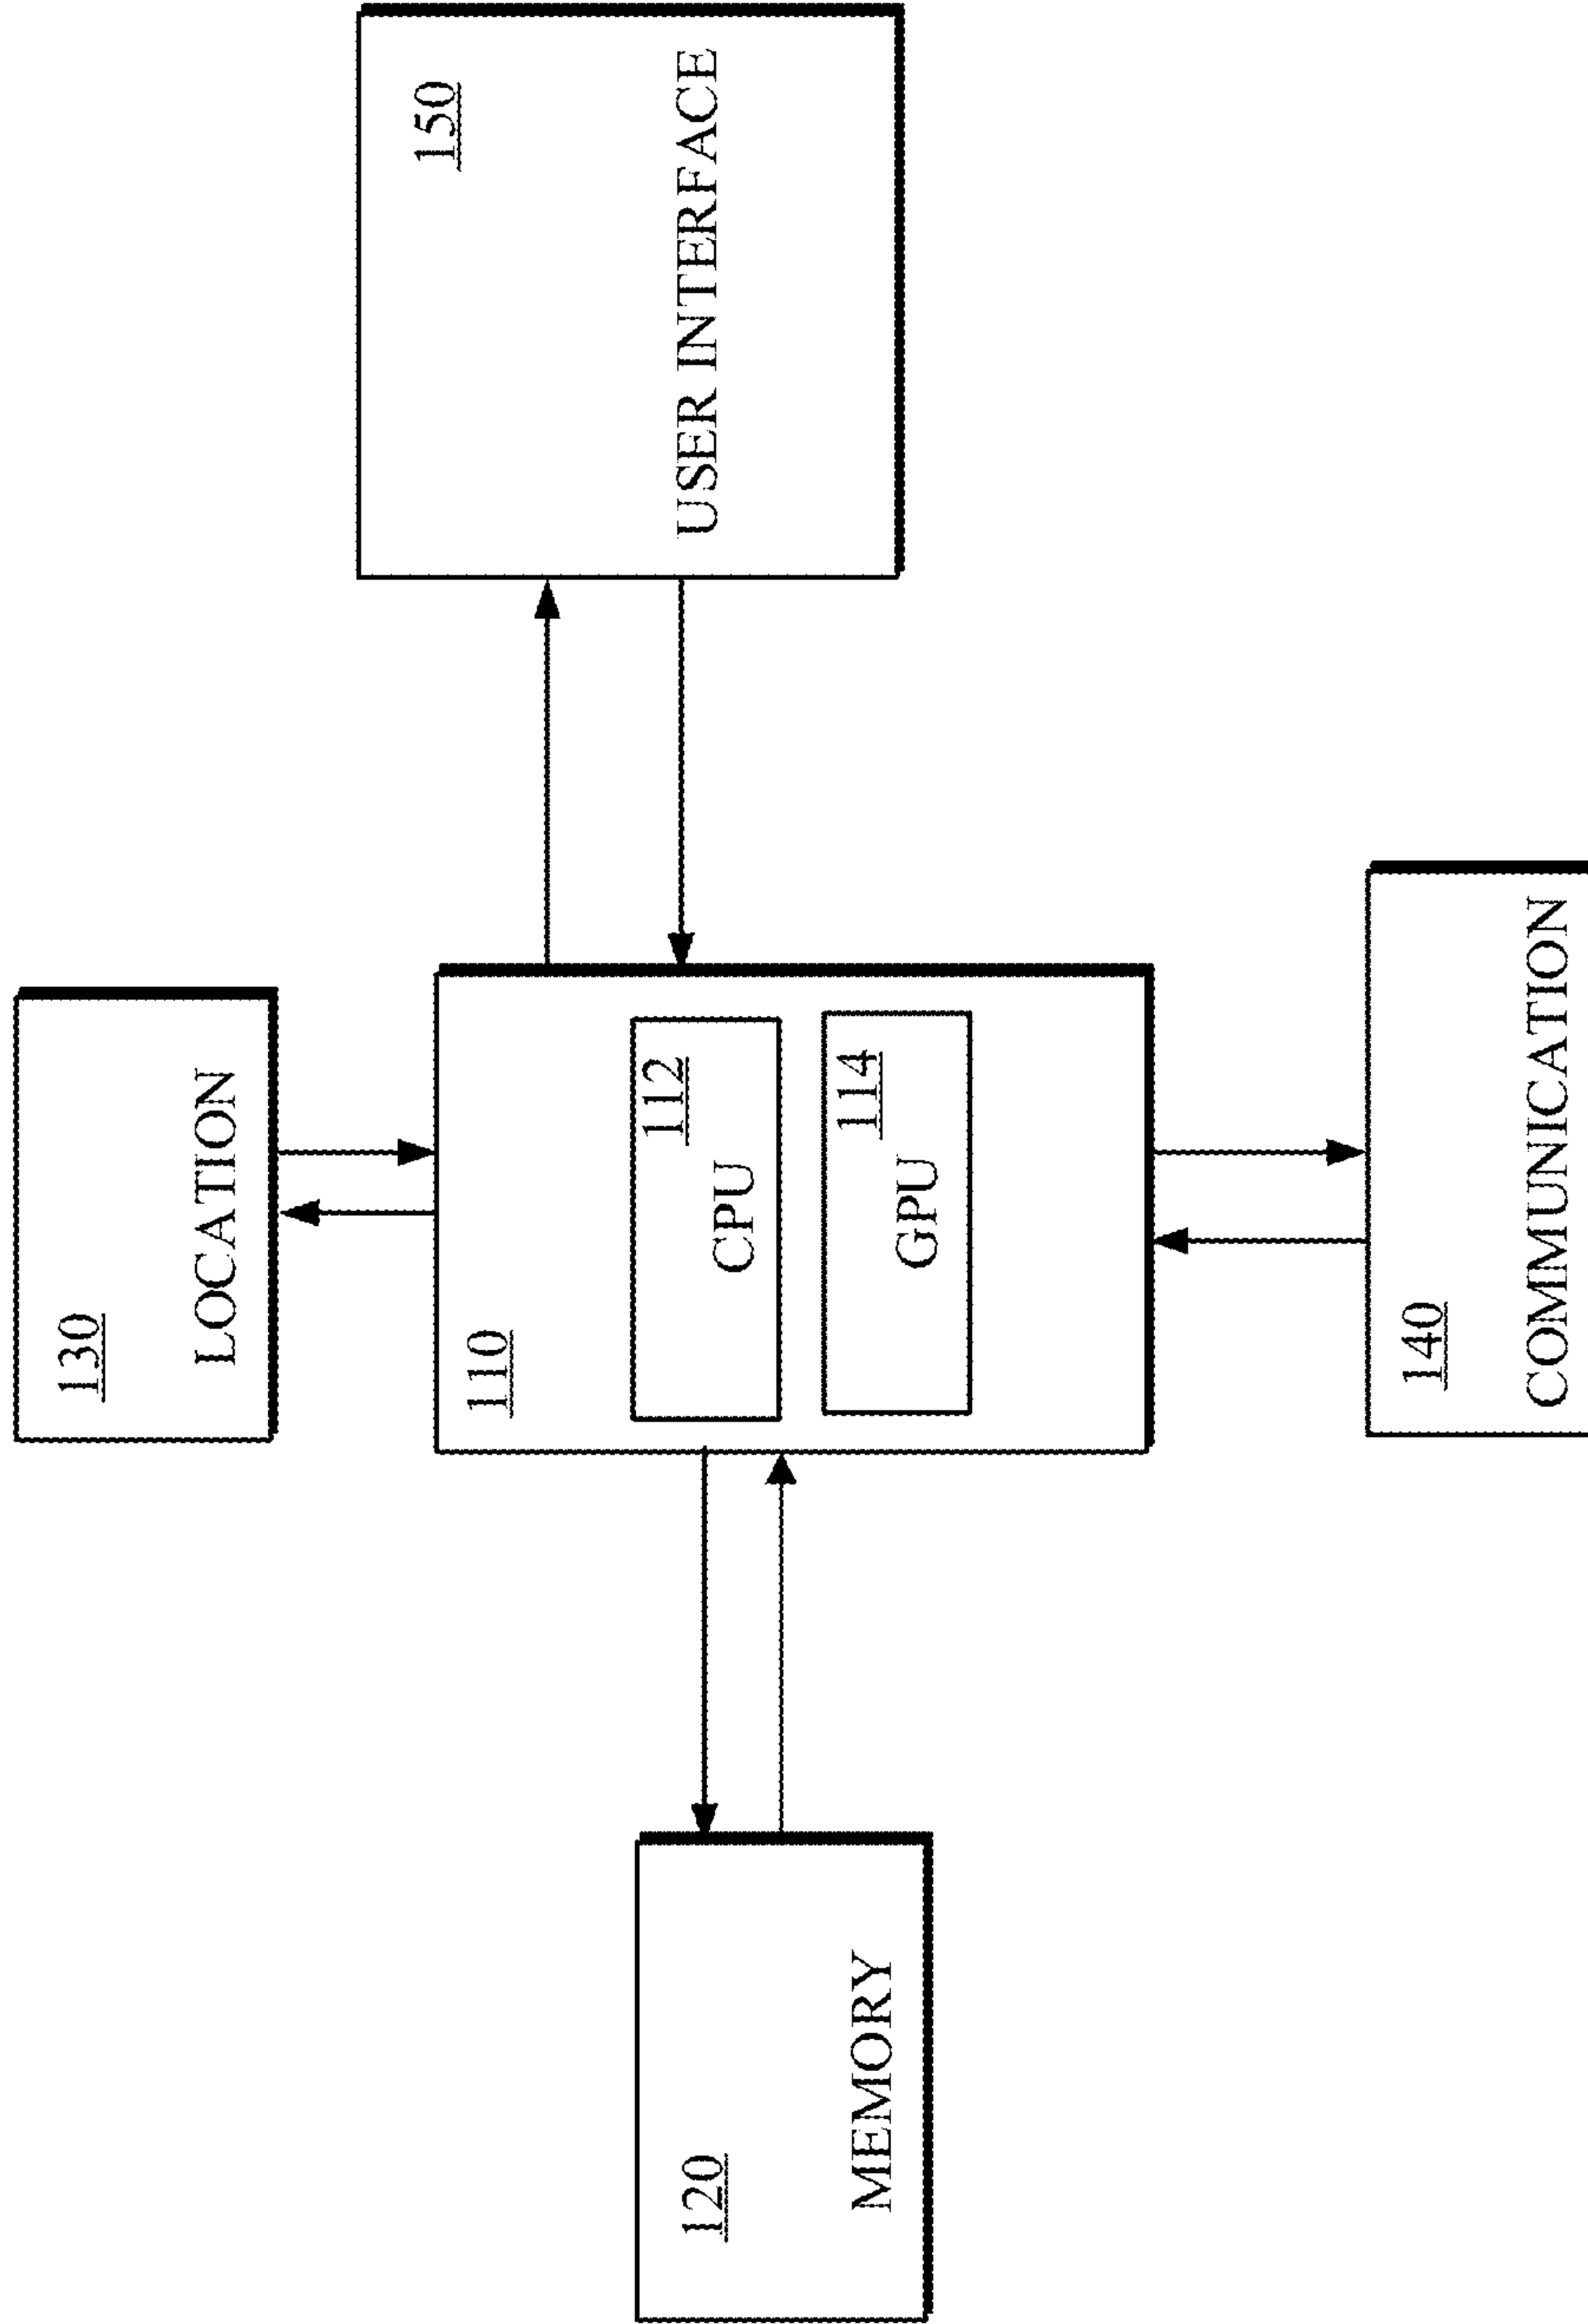 130
LOCATION
120
MEMORY
110
112
CPU
114
GPU
150
USER INTERFACE
140
COMMUNICATION